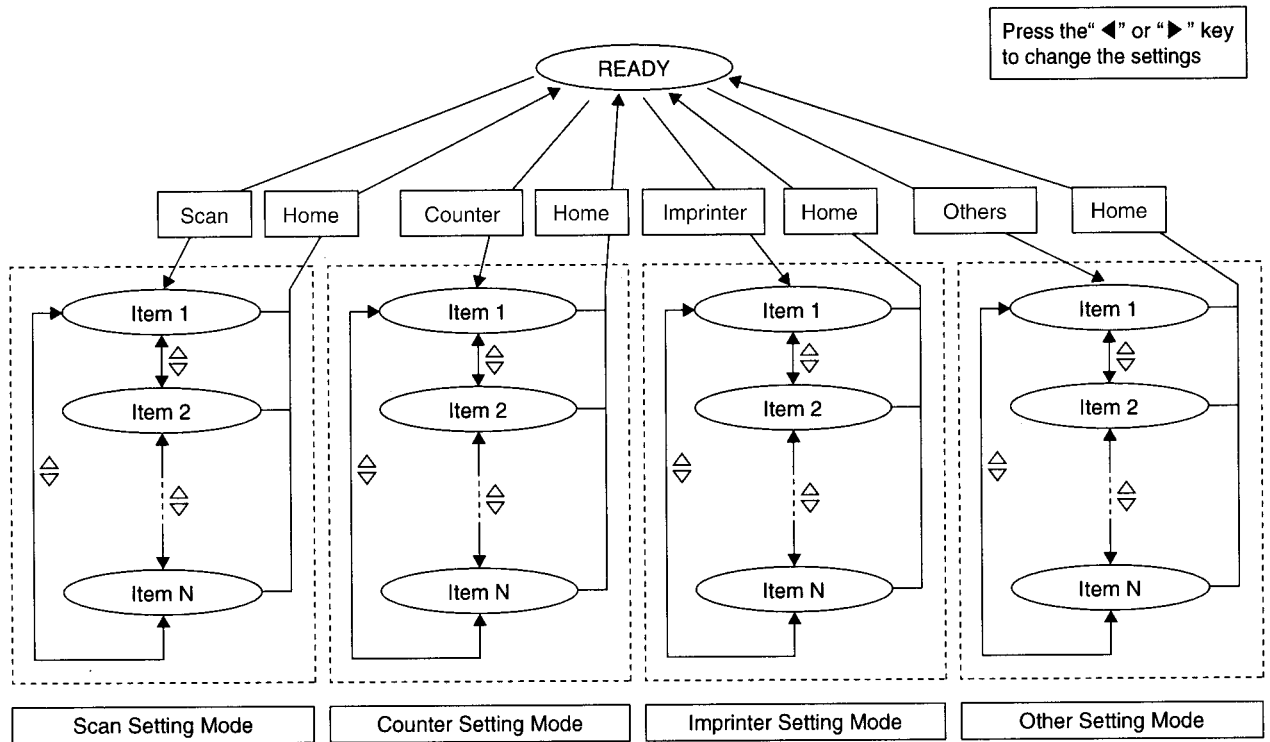 Press the“ ◀” or “▶ ” key
to change the settings
READY
Scan
Home
Counter
Home
Imprinter
Home
Others
Home
Item 1
Item 1
Item 1
Item 1
△
▽
△
▽
△
▽
△
▽
Item 2
Item 2
Item 2
Item 2
△
▽
△
▽
△
▽
△
▽
△
▽
△
▽
△
▽
△
▽
Item N
Item N
Item N
Item N
Scan Setting Mode
Counter Setting Mode
Imprinter Setting Mode
Other Setting Mode